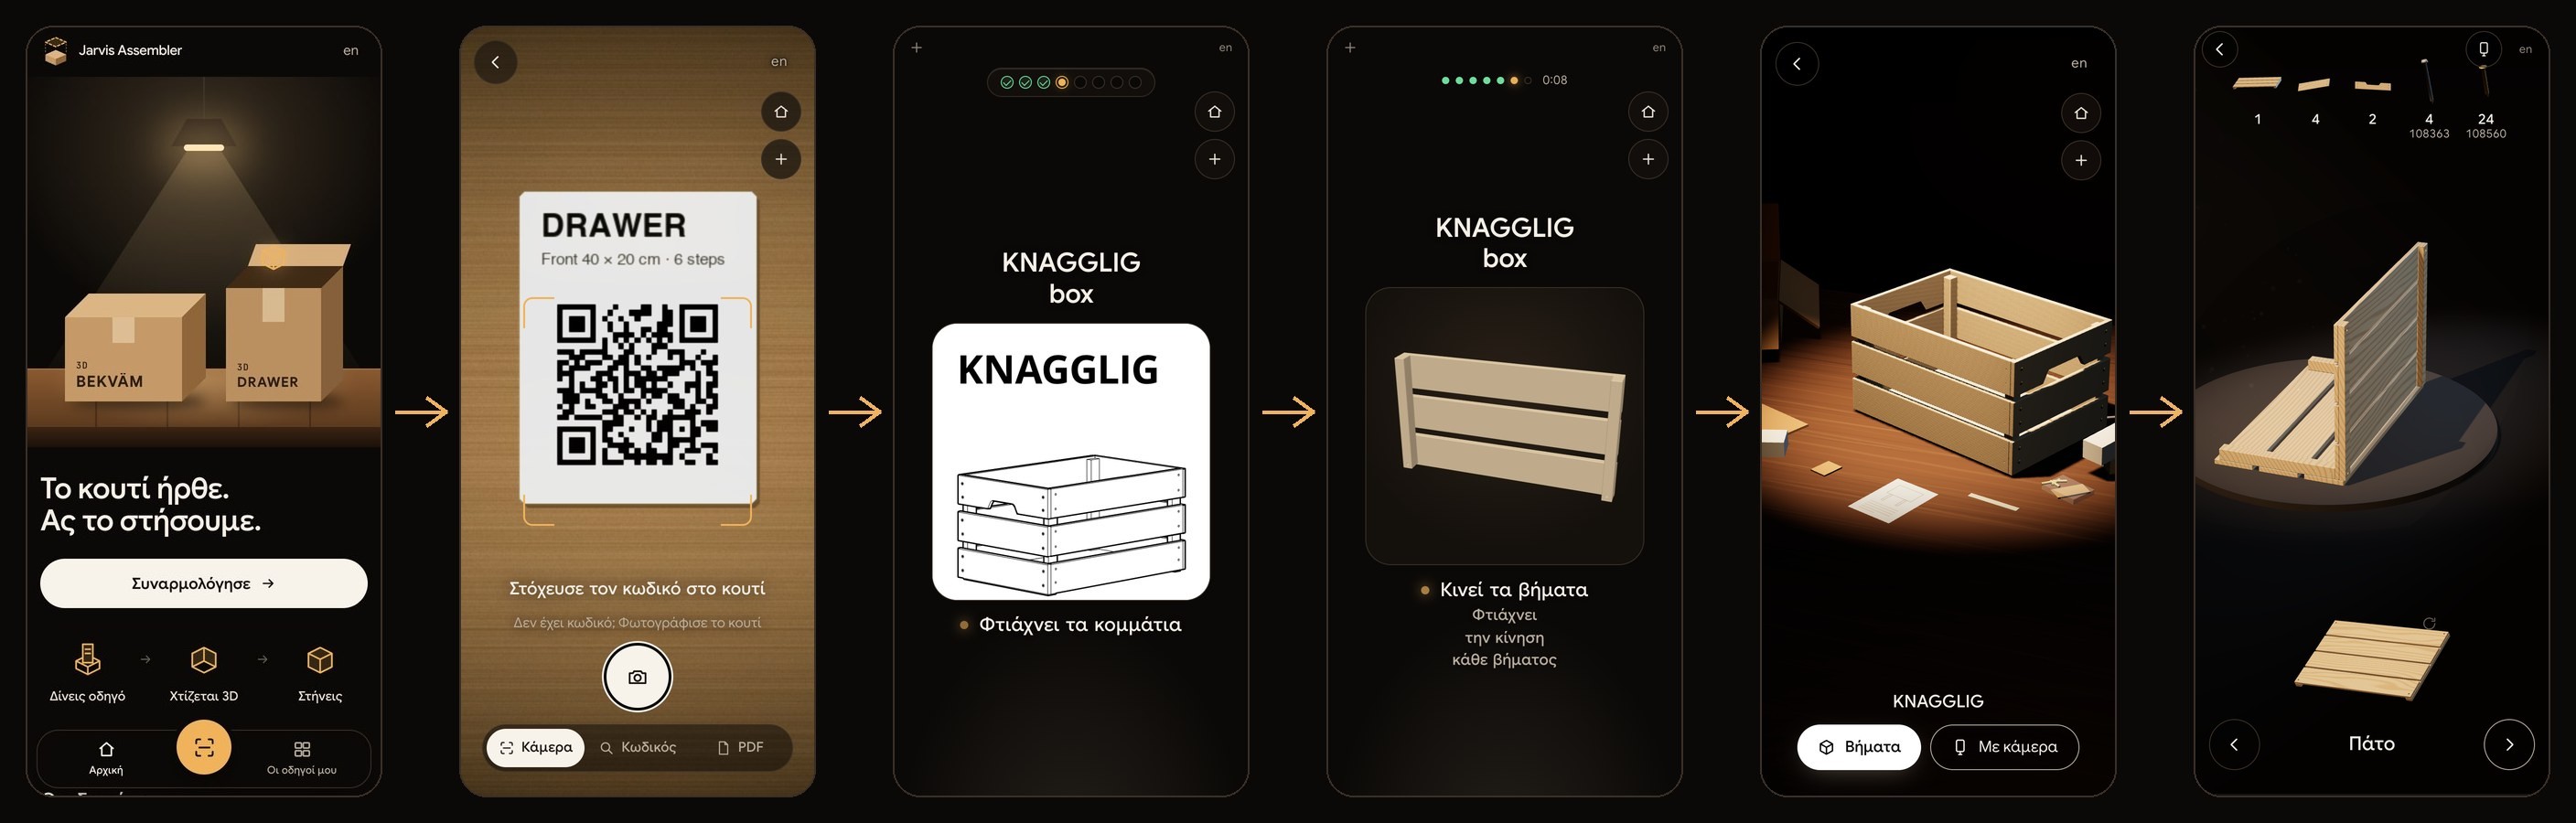 Jarvis Assembler
en
3D
BEKVÄM
3D
DRAWER
Το κουτί ήρθε.
Ας το στήσουμε.
Συναρμολόγησε →
Δίνεις οδηγό → Χτίζεται 3D → Στήνεις
Αρχική
Οι οδηγοί μου
en
DRAWER
Front 40 × 20 cm · 6 steps
Στόχευσε τον κωδικό στο κουτί
Δεν έχει κωδικό; Φωτογράφισε το κουτί
Κάμερα
Κωδικός
PDF
en
KNAGGLIG
box
KNAGGLIG
Φτιάχνει τα κομμάτια
en
0:08
KNAGGLIG
box
Κινεί τα βήματα
Φτιάχνει
την κίνηση
κάθε βήματος
en
KNAGGLIG
Βήματα
Με κάμερα
en
1 4 2 4 24
108363 108560
Πάτο